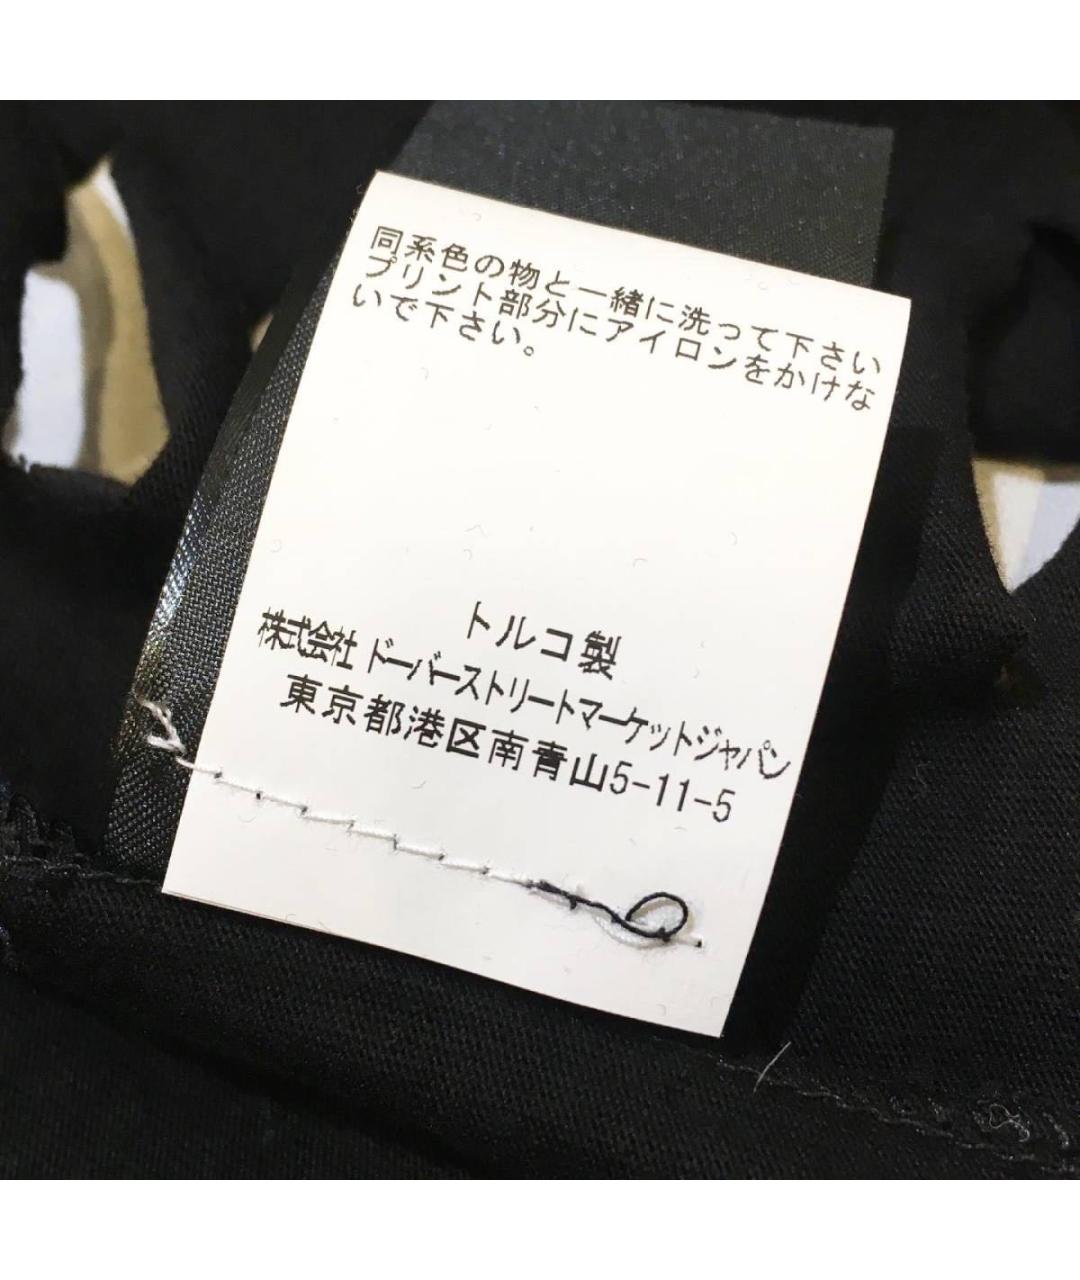 同系色の物と一緒に洗って下さい
プリント部分にアイロンをかけな
いで下さい。
トルコ製
株式会社 ドーバーストリートマーケットジャパン
東京都港区南青山5-11-5